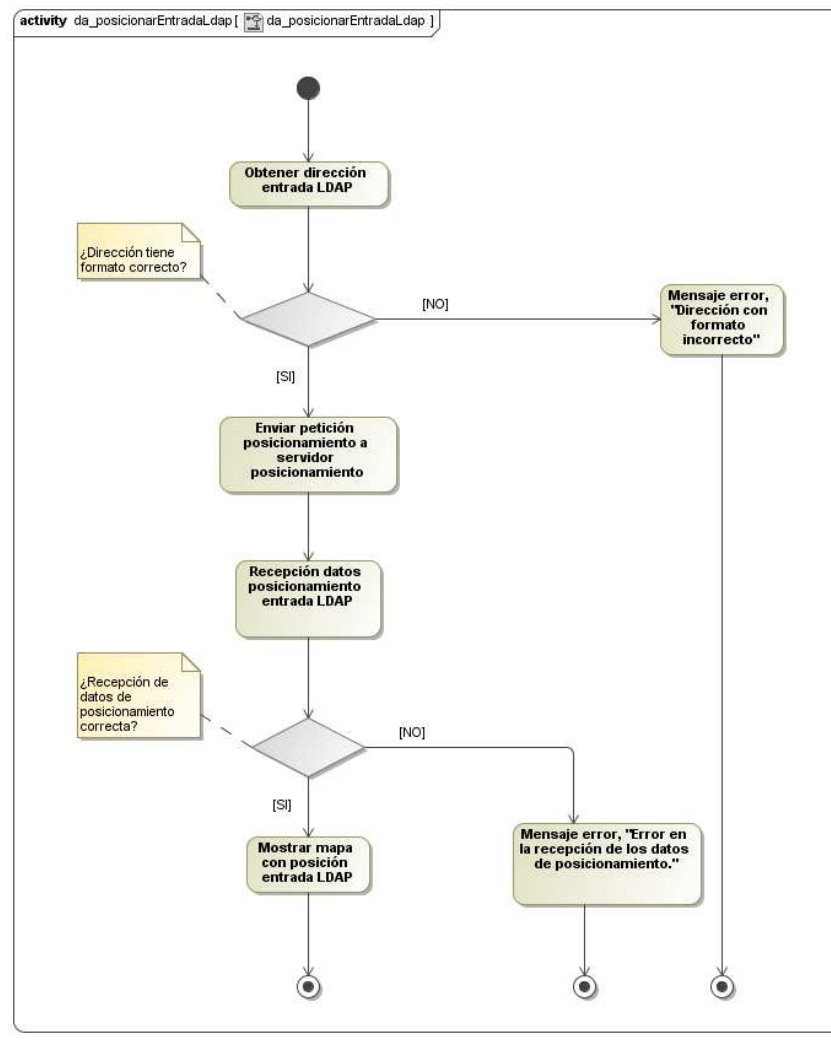 activity da_posicionarEntradaLdap[ da_posicionarEntradaLdap ]
Obtener dirección
entrada LDAP
¿Dirección tiene
formato correcto?
[NO]
Mensaje error,
"Dirección con
formato
incorrecto"
[SI]
Enviar petición
posicionamiento a
servidor
posicionamiento
Recepción datos
posicionamiento
entrada LDAP
¿Recepción de
datos de
posicionamiento
correcta?
[NO]
[SI]
Mostrar mapa
con posición
entrada LDAP
Mensaje error, "Error en
la recepción de los datos
de posicionamiento."